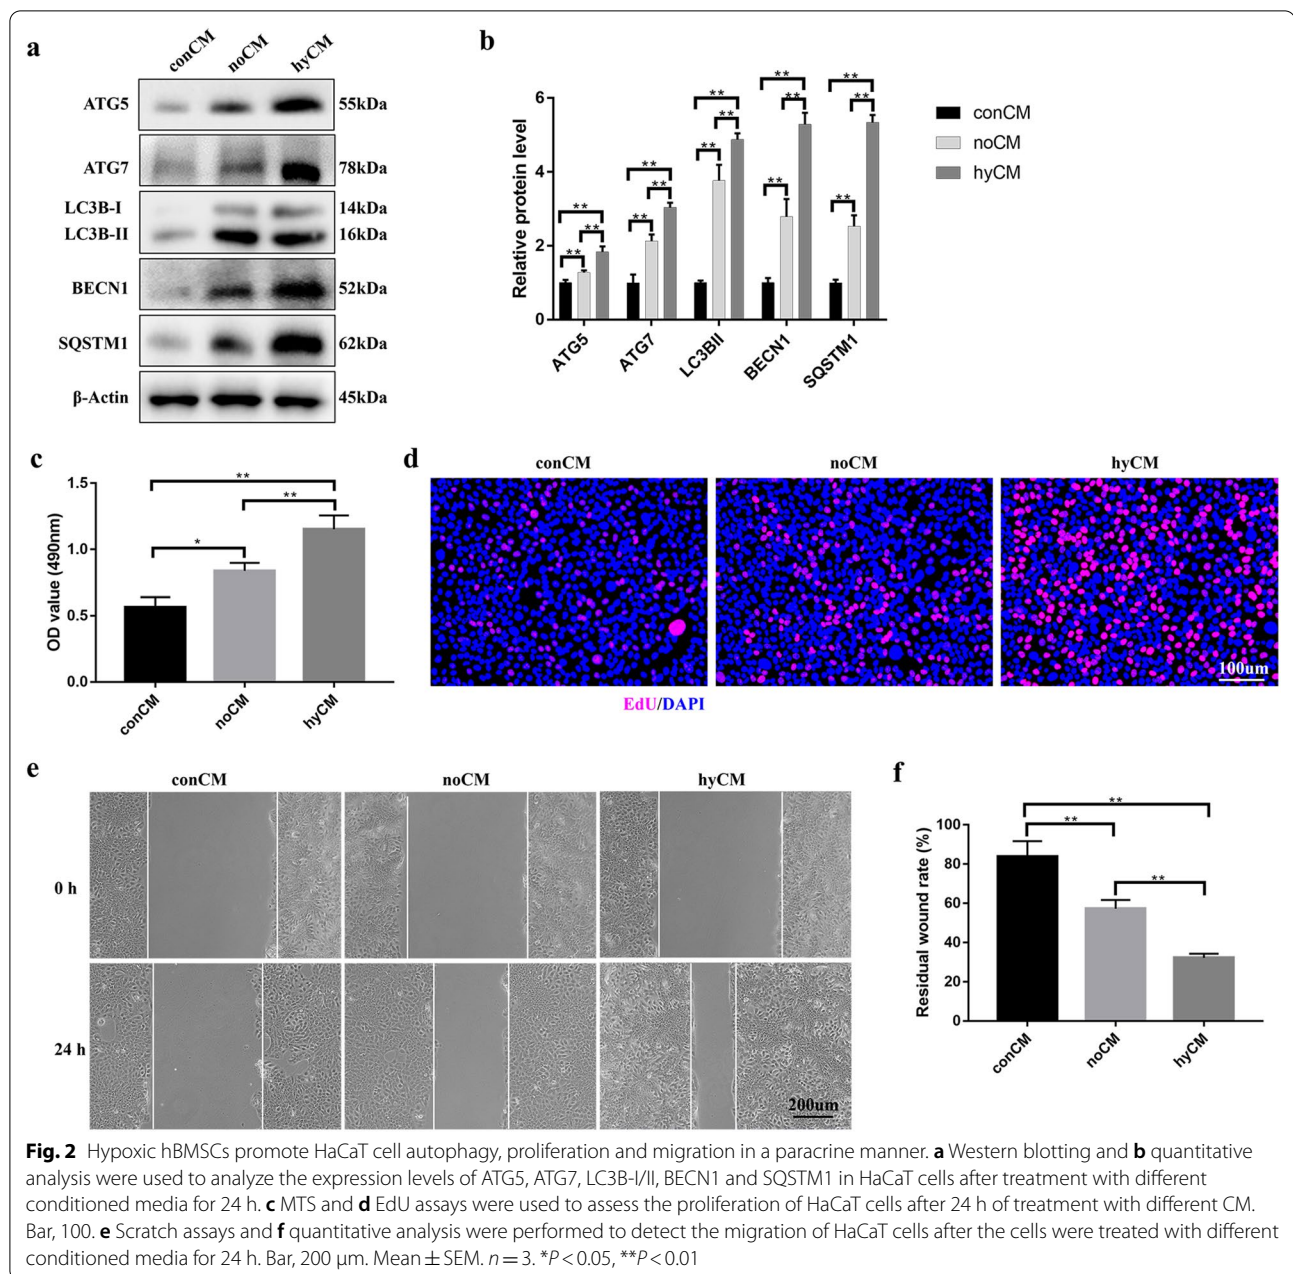 a
conCM noCM hyCM
ATG5 55kDa
ATG7 78kDa
LC3B-I 14kDa
LC3B-II 16kDa
BECN1 52kDa
SQSTM1 62kDa
β-Actin 45kDa
b
Relative protein level
6
4
2
0
** ** ** ** ** ** ** ** ** ** ** ** ** ** **
ATG5 ATG7 LC3BII BECN1 SQSTM1
conCM
noCM
hyCM
c
OD value (490nm)
1.5
1.0
0.5
0.0
**
**
*
conCM noCM hyCM
d
conCM noCM hyCM
100um
EdU/DAPI
e
conCM noCM hyCM
0 h
24 h
200um
f
Residual wound rate (%)
100
80
60
40
20
0
**
**
**
conCM noCM hyCM
Fig. 2 Hypoxic hBMSCs promote HaCaT cell autophagy, proliferation and migration in a paracrine manner. a Western blotting and b quantitative
analysis were used to analyze the expression levels of ATG5, ATG7, LC3B-I/II, BECN1 and SQSTM1 in HaCaT cells after treatment with different
conditioned media for 24 h. c MTS and d EdU assays were used to assess the proliferation of HaCaT cells after 24 h of treatment with different CM.
Bar, 100. e Scratch assays and f quantitative analysis were performed to detect the migration of HaCaT cells after the cells were treated with different
conditioned media for 24 h. Bar, 200 μm. Mean ± SEM. n = 3. *P < 0.05, **P < 0.01